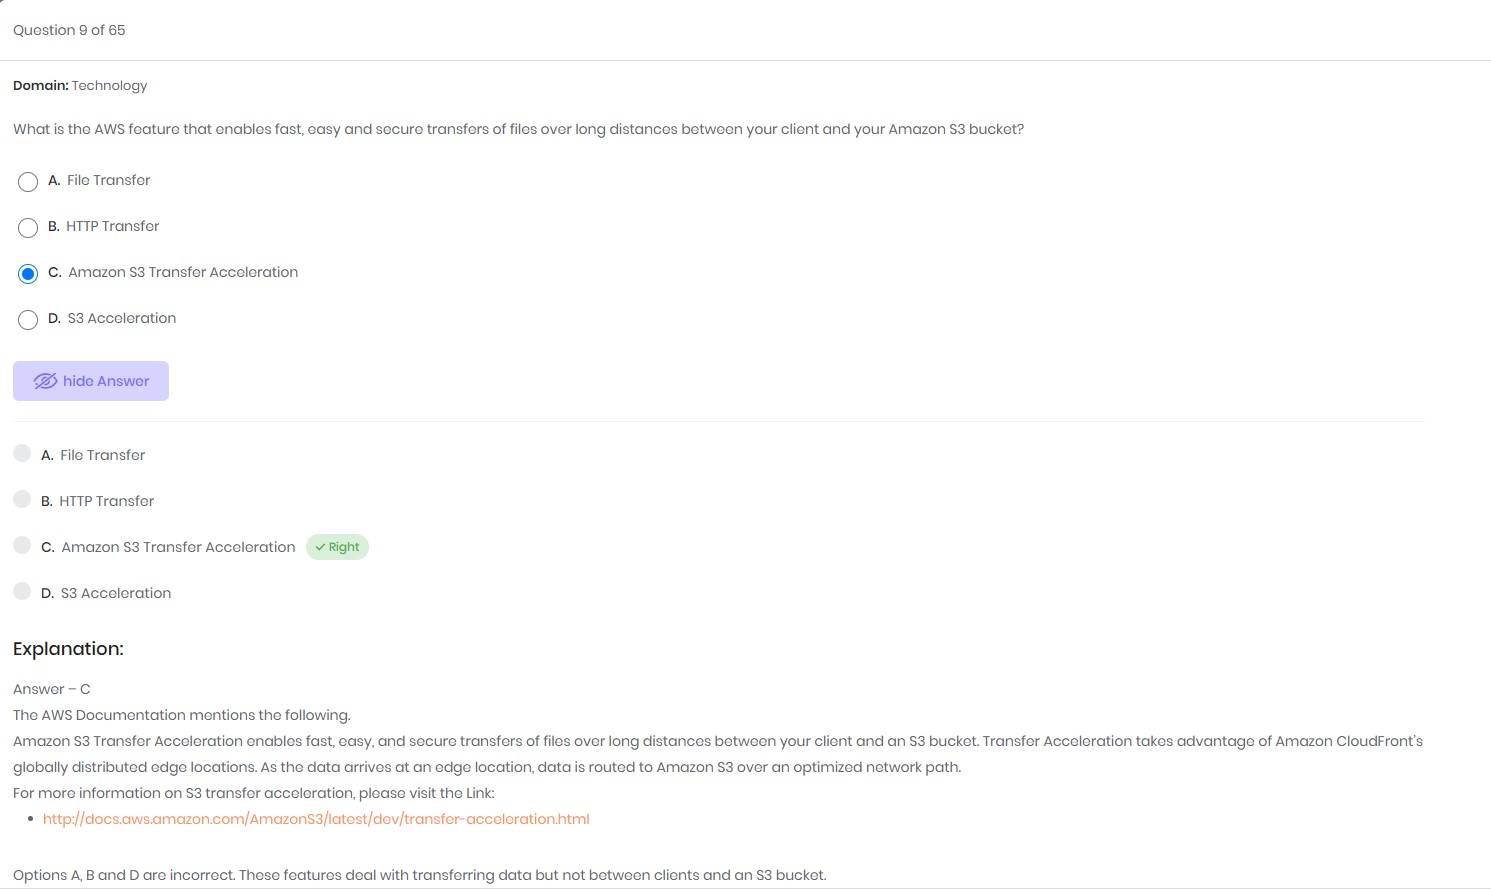 Question 9 of 65
Domain: Technology
What is the AWS feature that enables fast, easy and secure transfers of files over long distances between your client and your Amazon S3 bucket?
A. File Transfer
B. HTTP Transfer
C. Amazon S3 Transfer Acceleration
D. S3 Acceleration
hide Answer
A. File Transfer
B. HTTP Transfer
C. Amazon S3 Transfer Acceleration ✓ Right
D. S3 Acceleration
Explanation:
Answer – C
The AWS Documentation mentions the following.
Amazon S3 Transfer Acceleration enables fast, easy, and secure transfers of files over long distances between your client and an S3 bucket. Transfer Acceleration takes advantage of Amazon CloudFront's
globally distributed edge locations. As the data arrives at an edge location, data is routed to Amazon S3 over an optimized network path.
For more information on S3 transfer acceleration, please visit the Link:
• http://docs.aws.amazon.com/AmazonS3/latest/dev/transfer-acceleration.html
Options A, B and D are incorrect. These features deal with transferring data but not between clients and an S3 bucket.